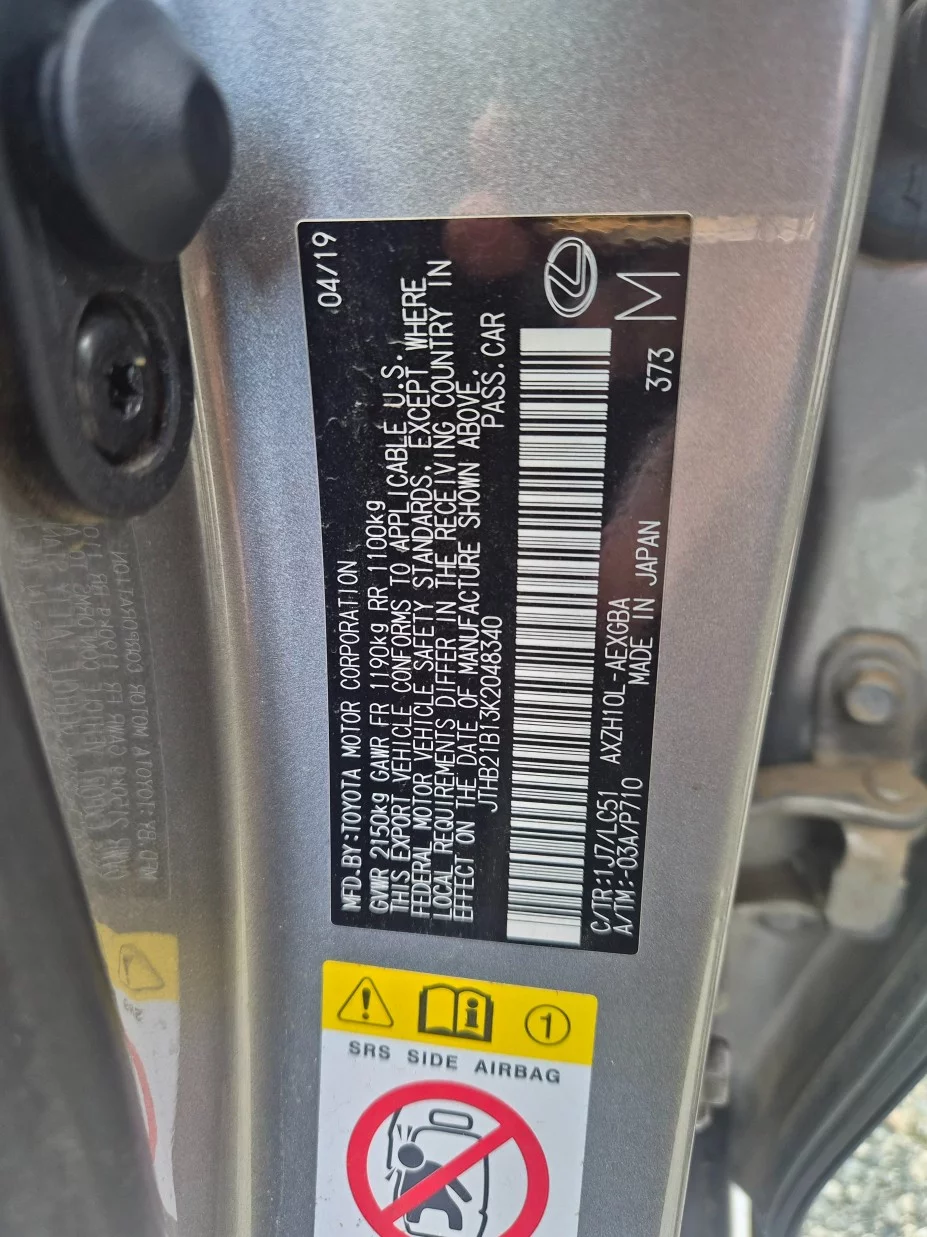 04/19
MFD.BY:TOYOTA MOTOR CORPORATION
GVWR 2150kg GAWR FR 1190kg RR 1100kg
THIS EXPORT VEHICLE CONFORMS TO APPLICABLE U.S.
FEDERAL MOTOR VEHICLE SAFETY STANDARDS, EXCEPT WHERE
LOCAL REQUIREMENTS DIFFER IN THE RECEIVING COUNTRY IN
EFFECT ON THE DATE OF MANUFACTURE SHOWN ABOVE.
JTHB21B13K2048340 PASS.CAR
C/TR:1J7/LC51 AXZH10L-AEXGBA 373
A/TM:-03A/P710 MADE IN JAPAN
M
1
SRS SIDE AIRBAG